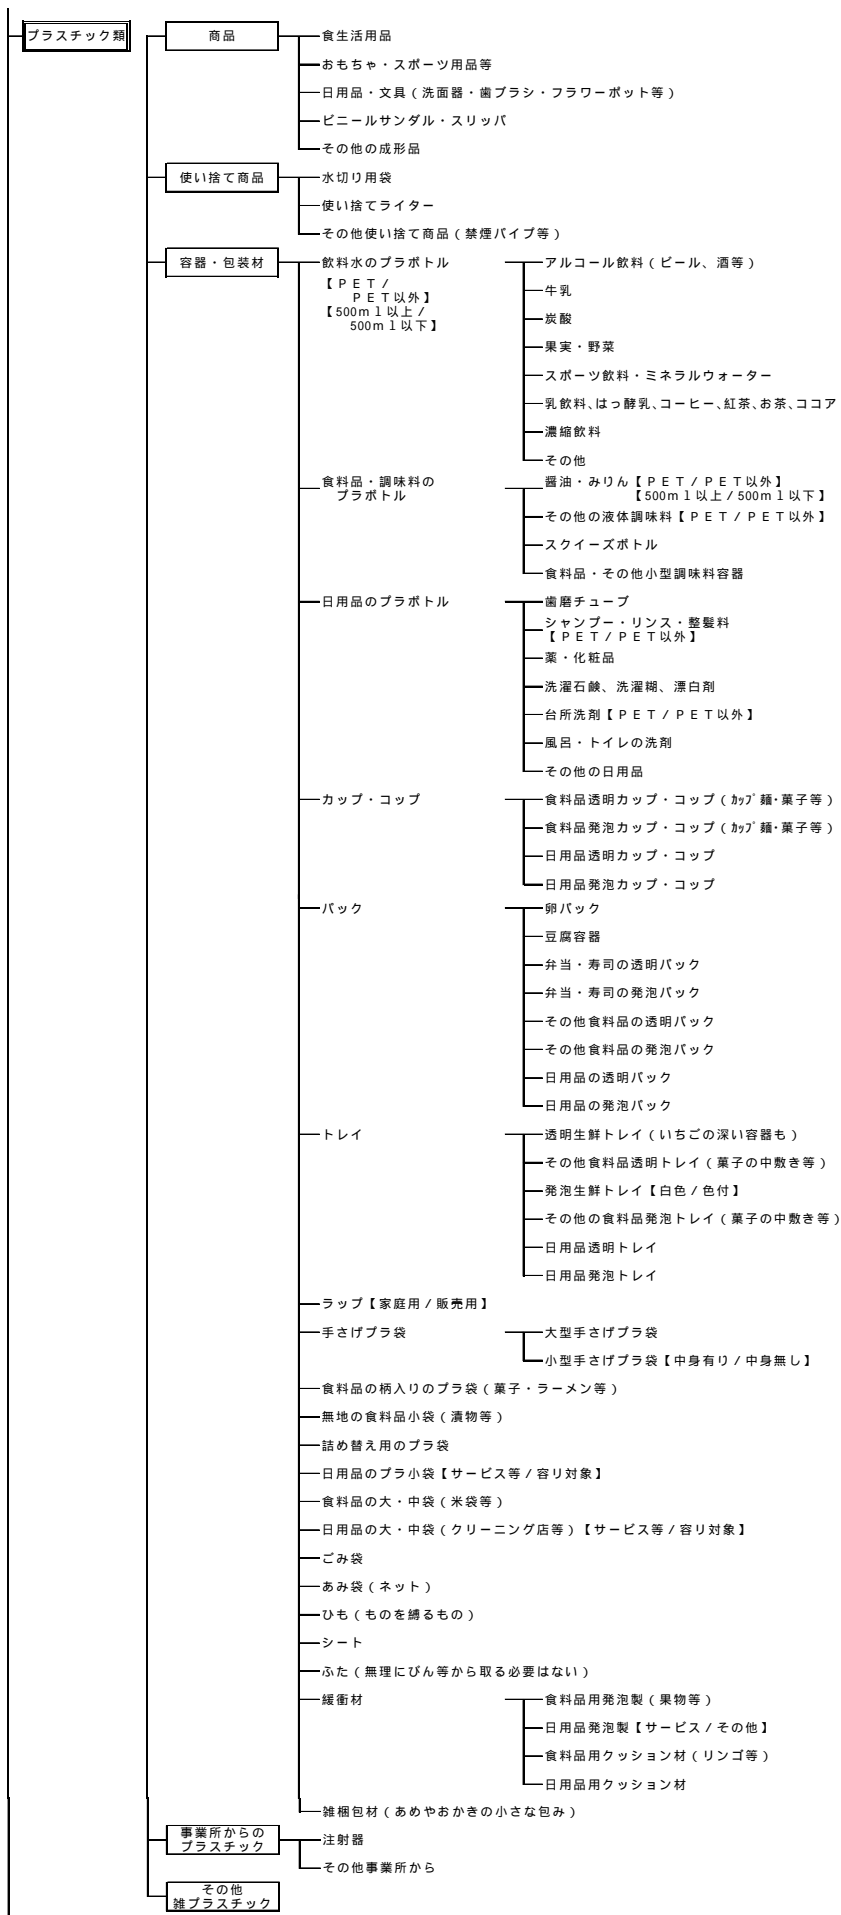 プラスチック類
商品
食生活用品
おもちゃ・スポーツ用品等
日用品・文具(洗面器・歯ブラシ・フラワーポット等)
ビニールサンダル・スリッパ
その他の成形品
使い捨て商品
水切り用袋
使い捨てライター
その他使い捨て商品(禁煙パイプ等)
容器・包装材
飲料水のプラボトル
【PET/
PET以外】
【500ml以上/
500ml以下】
アルコール飲料(ビール、酒等)
牛乳
炭酸
果実・野菜
スポーツ飲料・ミネラルウォーター
乳飲料、はっ酵乳、コーヒー、紅茶、お茶、ココア
濃縮飲料
その他
食料品・調味料の
プラボトル
醤油・みりん【PET/PET以外】
【500ml以上/500ml以下】
その他の液体調味料【PET/PET以外】
スクイーズボトル
食料品・その他小型調味料容器
日用品のプラボトル
歯磨チューブ
シャンプー・リンス・整髪料
【PET/PET以外】
薬・化粧品
洗濯石鹸、洗濯糊、漂白剤
台所洗剤【PET/PET以外】
風呂・トイレの洗剤
その他の日用品
カップ・コップ
食料品透明カップ・コップ(ｶｯﾌﾟ麺・菓子等)
食料品発泡カップ・コップ(ｶｯﾌﾟ麺・菓子等)
日用品透明カップ・コップ
日用品発泡カップ・コップ
パック
卵パック
豆腐容器
弁当・寿司の透明パック
弁当・寿司の発泡パック
その他食料品の透明パック
その他食料品の発泡パック
日用品の透明パック
日用品の発泡パック
トレイ
透明生鮮トレイ(いちごの深い容器も)
その他食料品透明トレイ(菓子の中敷き等)
発泡生鮮トレイ【白色/色付】
その他の食料品発泡トレイ(菓子の中敷き等)
日用品透明トレイ
日用品発泡トレイ
ラップ【家庭用/販売用】
手さげプラ袋
大型手さげプラ袋
小型手さげプラ袋【中身有り/中身無し】
食料品の柄入りのプラ袋(菓子・ラーメン等)
無地の食料品小袋(漬物等)
詰め替え用のプラ袋
日用品のプラ小袋【サービス等/容リ対象】
食料品の大・中袋(米袋等)
日用品の大・中袋(クリーニング店等)【サービス等/容リ対象】
ごみ袋
あみ袋(ネット)
ひも(ものを縛るもの)
シート
ふた(無理にびん等から取る必要はない)
緩衝材
食料品用発泡製(果物等)
日用品発泡製【サービス/その他】
食料品用クッション材(リンゴ等)
日用品用クッション材
雑梱包材(あめやおかきの小さな包み)
事業所からの
プラスチック
注射器
その他事業所から
その他
雑プラスチック